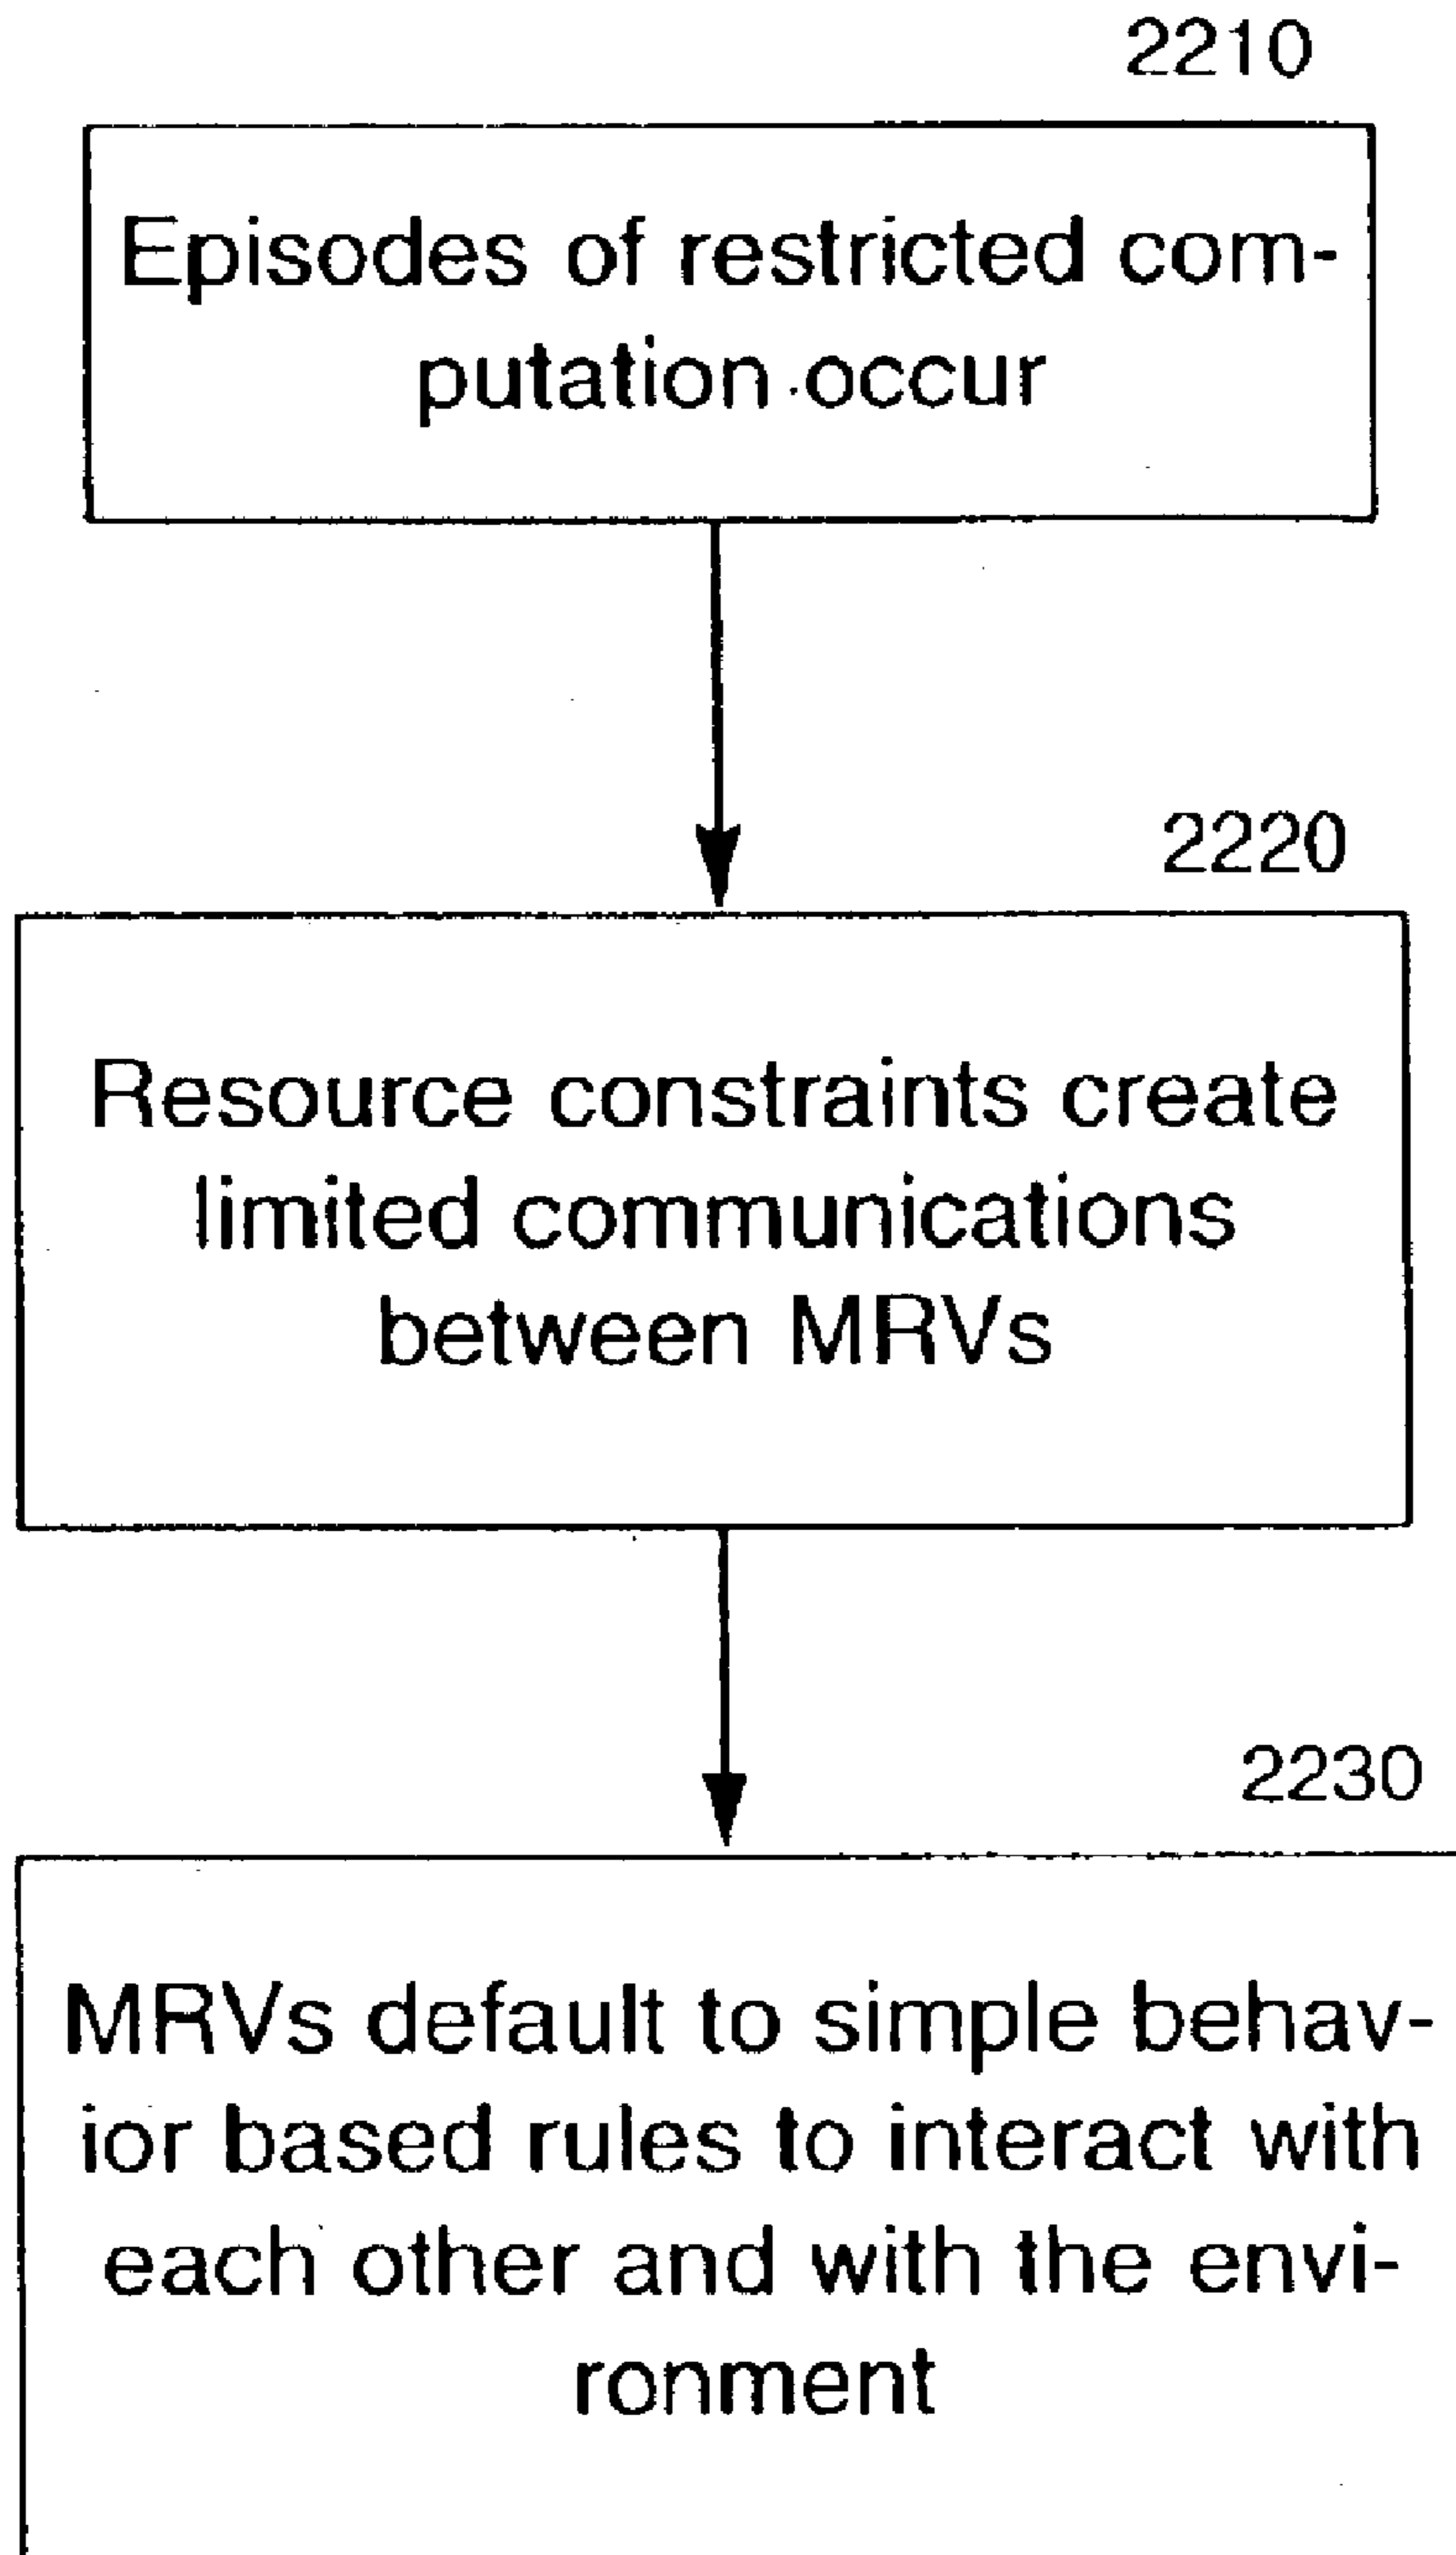 2210
Episodes of restricted com-
putation occur
2220
Resource constraints create
limited communications
between MRVs
2230
MRVs default to simple behav-
ior based rules to interact with
each other and with the envi-
ronment